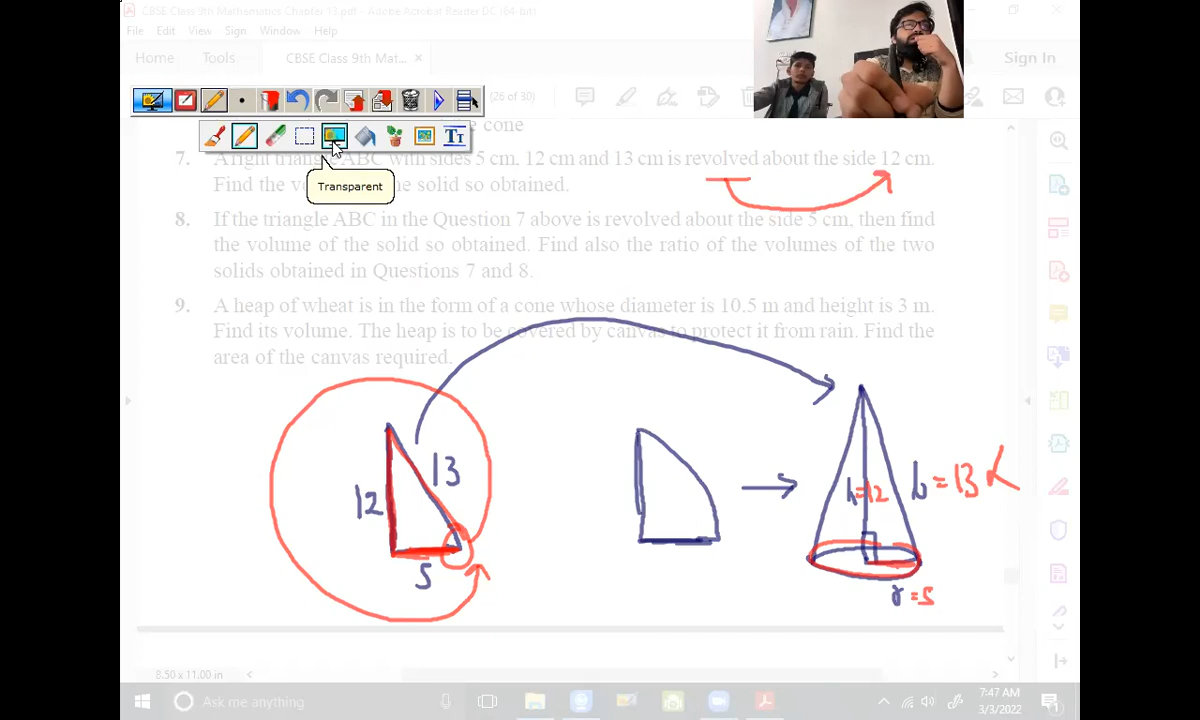 CBSE Class 9th Mathematics Chapter 13.pdf - Adobe Acrobat Reader DC (64-bit)
File Edit View Sign Window Help
Home Tools CBSE Class 9th Mat... × Sign In
(26 of 30)
Tt
the cone
7. A right triangle ABC with sides 5 cm, 12 cm and 13 cm is revolved about the side 12 cm.
Transparent
Find the vo the solid so obtained.
8. If the triangle ABC in the Question 7 above is revolved about the side 5 cm, then find
the volume of the solid so obtained. Find also the ratio of the volumes of the two
solids obtained in Questions 7 and 8.
9. A heap of wheat is in the form of a cone whose diameter is 10.5 m and height is 3 m.
Find its volume. The heap is to be covered by canvas to protect it from rain. Find the
area of the canvas required.
13
12
5
h=12
=13
r=5
8.50 x 11.00 in
Ask me anything
7:47 AM
3/3/2022